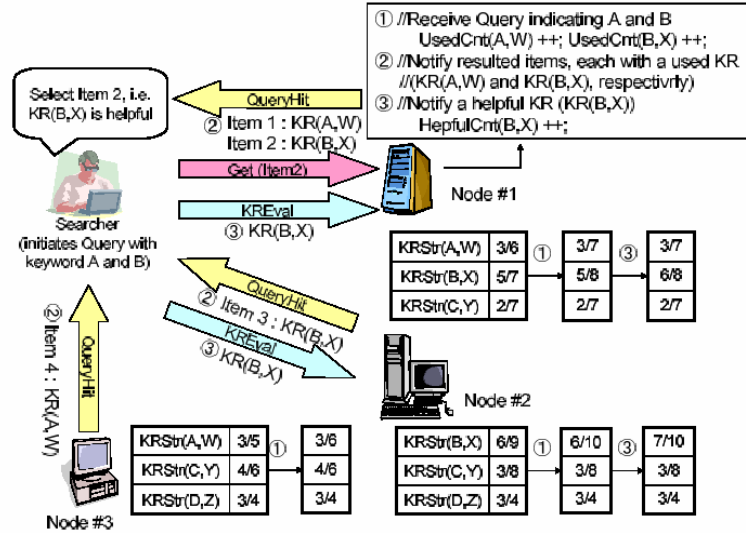 ① //Receive Query indicating A and B
UsedCnt(A,W) ++; UsedCnt(B,X) ++;
② //Notify resulted items, each with a used KR
//(KR(A,W) and KR(B,X), respectivrly)
③ //Notify a helpful KR (KR(B,X))
HepfulCnt(B,X) ++;
Select Item 2, i.e.
KR(B,X) is helpful
QueryHit
② Item 1 : KR(A,W)
Item 2 : KR(B,X)
Get (Item2)
KREval
③ KR(B,X)
Node #1
Searcher
(initiates Query with
keyword A and B)
KRStr(A,W) 3/6 ① 3/7 ③ 3/7
KRStr(B,X) 5/7 5/8 6/8
KRStr(C,Y) 2/7 2/7 2/7
QueryHit
② Item 3 : KR(B,X)
KREval
③ KR(B,X)
QueryHit
② Item 4 : KR(A,W)
Node #2
KRStr(A,W) 3/5 ① 3/6
KRStr(C,Y) 4/6 4/6
KRStr(D,Z) 3/4 3/4
Node #3
KRStr(B,X) 6/9 ① 6/10 ③ 7/10
KRStr(C,Y) 3/8 3/8 3/8
KRStr(D,Z) 3/4 3/4 3/4